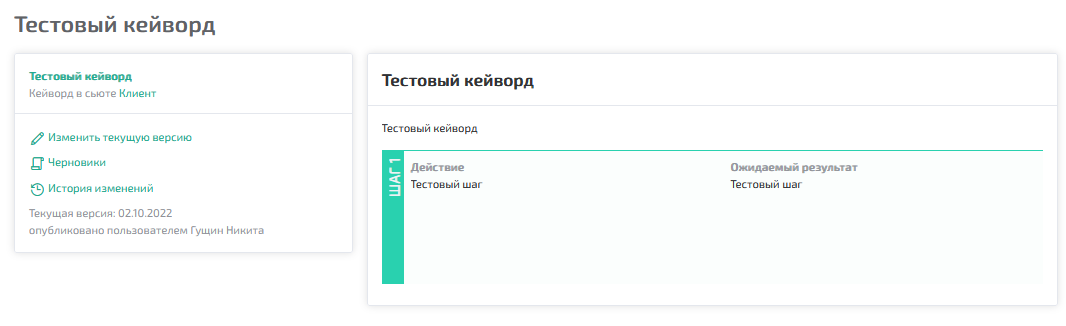 Тестовый кейворд
Тестовый кейворд
Кейворд в сьюте Клиент
Изменить текущую версию
Черновики
История изменений
Текущая версия: 02.10.2022
опубликовано пользователем Гущин Никита
Тестовый кейворд
Тестовый кейворд
ШАГ 1
Действие
Тестовый шаг
Ожидаемый результат
Тестовый шаг